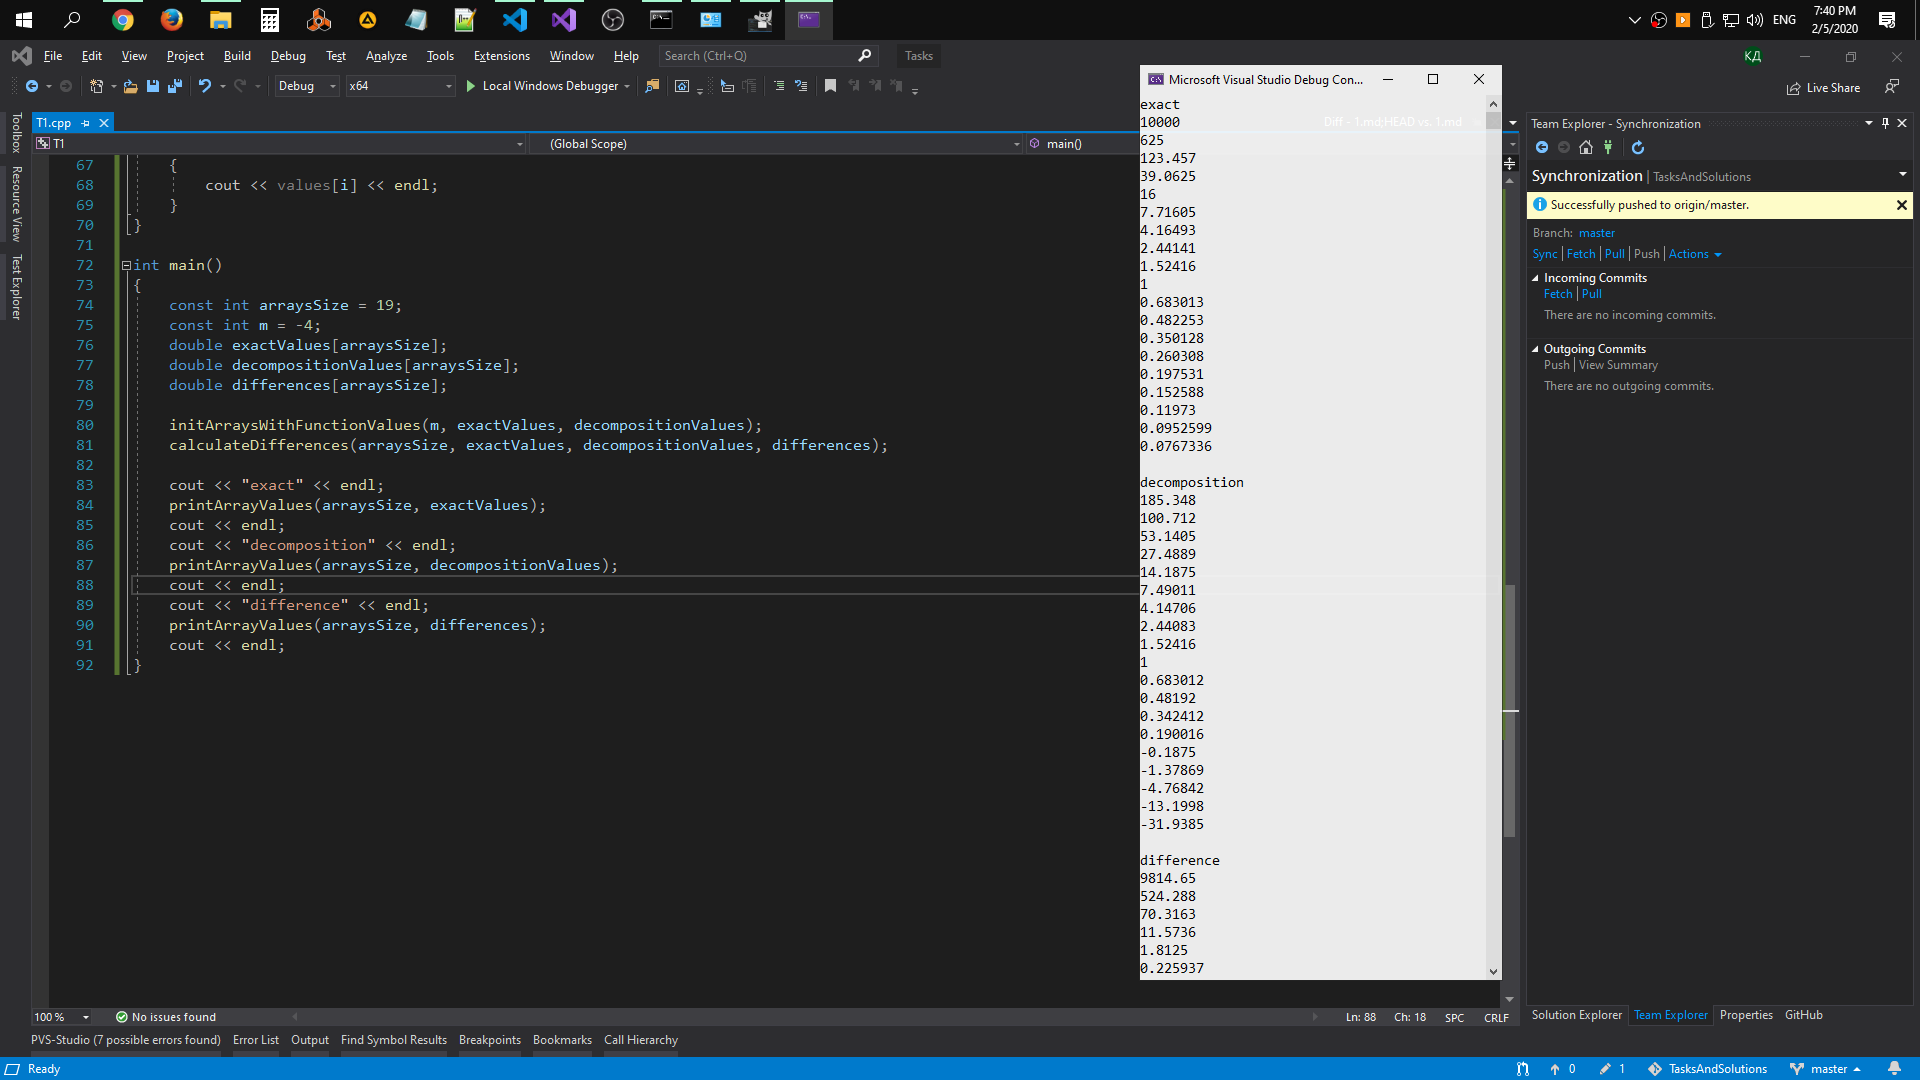 ENG
7:40 PM
2/5/2020
File Edit View Project Build Debug Test Analyze Tools Extensions Window Help Search (Ctrl+Q) Tasks
КД
Debug x64 Local Windows Debugger
Live Share
Toolbox
Resource View
Test Explorer
T1.cpp
T1 (Global Scope) main()
67 {
68 cout << values[i] << endl;
69 }
70 }
71
72 int main()
73 {
74 const int arraysSize = 19;
75 const int m = -4;
76 double exactValues[arraysSize];
77 double decompositionValues[arraysSize];
78 double differences[arraysSize];
79
80 initArraysWithFunctionValues(m, exactValues, decompositionValues);
81 calculateDifferences(arraysSize, exactValues, decompositionValues, differences);
82
83 cout << "exact" << endl;
84 printArrayValues(arraysSize, exactValues);
85 cout << endl;
86 cout << "decomposition" << endl;
87 printArrayValues(arraysSize, decompositionValues);
88 cout << endl;
89 cout << "difference" << endl;
90 printArrayValues(arraysSize, differences);
91 cout << endl;
92 }
Microsoft Visual Studio Debug Con...
Diff - 1.md;HEAD vs. 1.md
exact
10000
625
123.457
39.0625
16
7.71605
4.16493
2.44141
1.52416
1
0.683013
0.482253
0.350128
0.260308
0.197531
0.152588
0.11973
0.0952599
0.0767336
decomposition
185.348
100.712
53.1405
27.4889
14.1875
7.49011
4.14706
2.44083
1.52416
1
0.683012
0.48192
0.342412
0.190016
-0.1875
-1.37869
-4.76842
-13.1998
-31.9385
difference
9814.65
524.288
70.3163
11.5736
1.8125
0.225937
Team Explorer - Synchronization
Synchronization | TasksAndSolutions
Successfully pushed to origin/master.
Branch: master
Sync | Fetch | Pull | Push | Actions
Incoming Commits
Fetch | Pull
There are no incoming commits.
Outgoing Commits
Push | View Summary
There are no outgoing commits.
100 % No issues found Ln: 88 Ch: 18 SPC CRLF
Solution Explorer Team Explorer Properties GitHub
PVS-Studio (7 possible errors found) Error List Output Find Symbol Results Breakpoints Bookmarks Call Hierarchy
Ready 0 1 TasksAndSolutions master